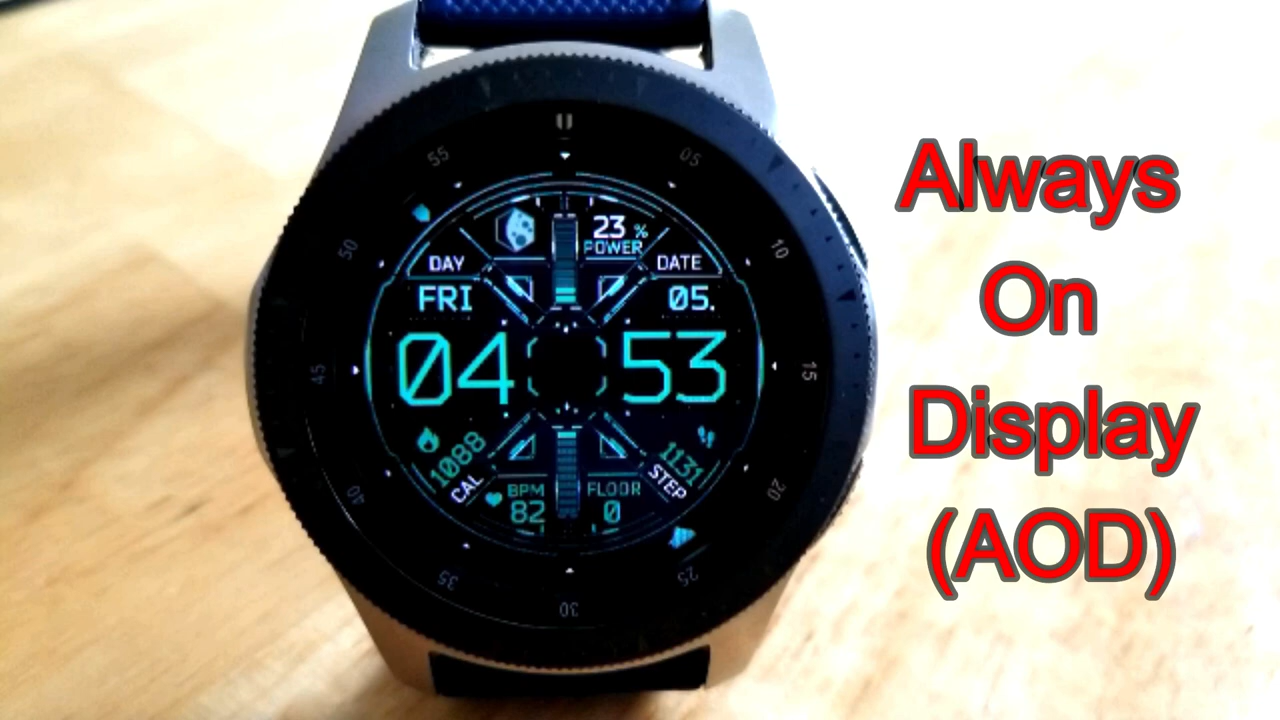 U
55
05
50
10
45
15
40
20
35
25
30
23 %
POWER
DAY
DATE
FRI
05.
04
53
1088
CAL
1131
STEP
BPM
82
FLOOR
0
Always
On
Display
(AOD)